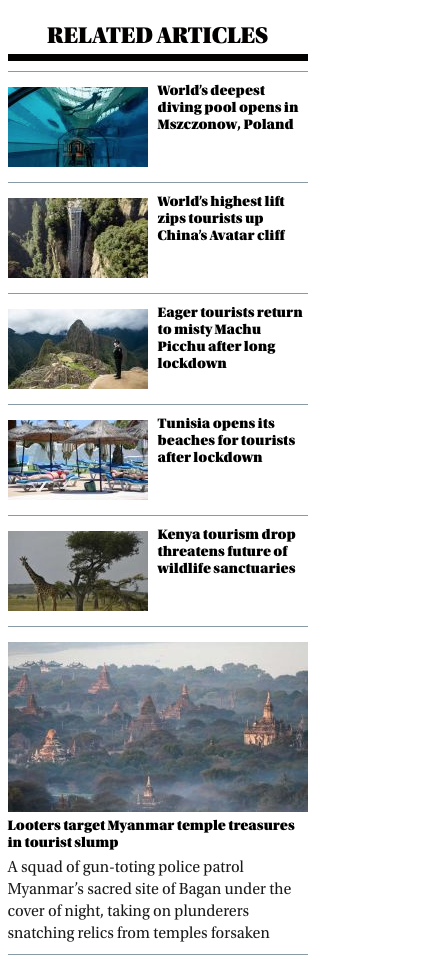 RELATED ARTICLES
World's deepest
diving pool opens in
Mszczonow, Poland
World's highest lift
zips tourists up
China's Avatar cliff
Eager tourists return
to misty Machu
Picchu after long
lockdown
Tunisia opens its
beaches for tourists
after lockdown
Kenya tourism drop
threatens future of
wildlife sanctuaries
Looters target Myanmar temple treasures
in tourist slump
A squad of gun-toting police patrol
Myanmar's sacred site of Bagan under the
cover of night, taking on plunderers
snatching relics from temples forsaken